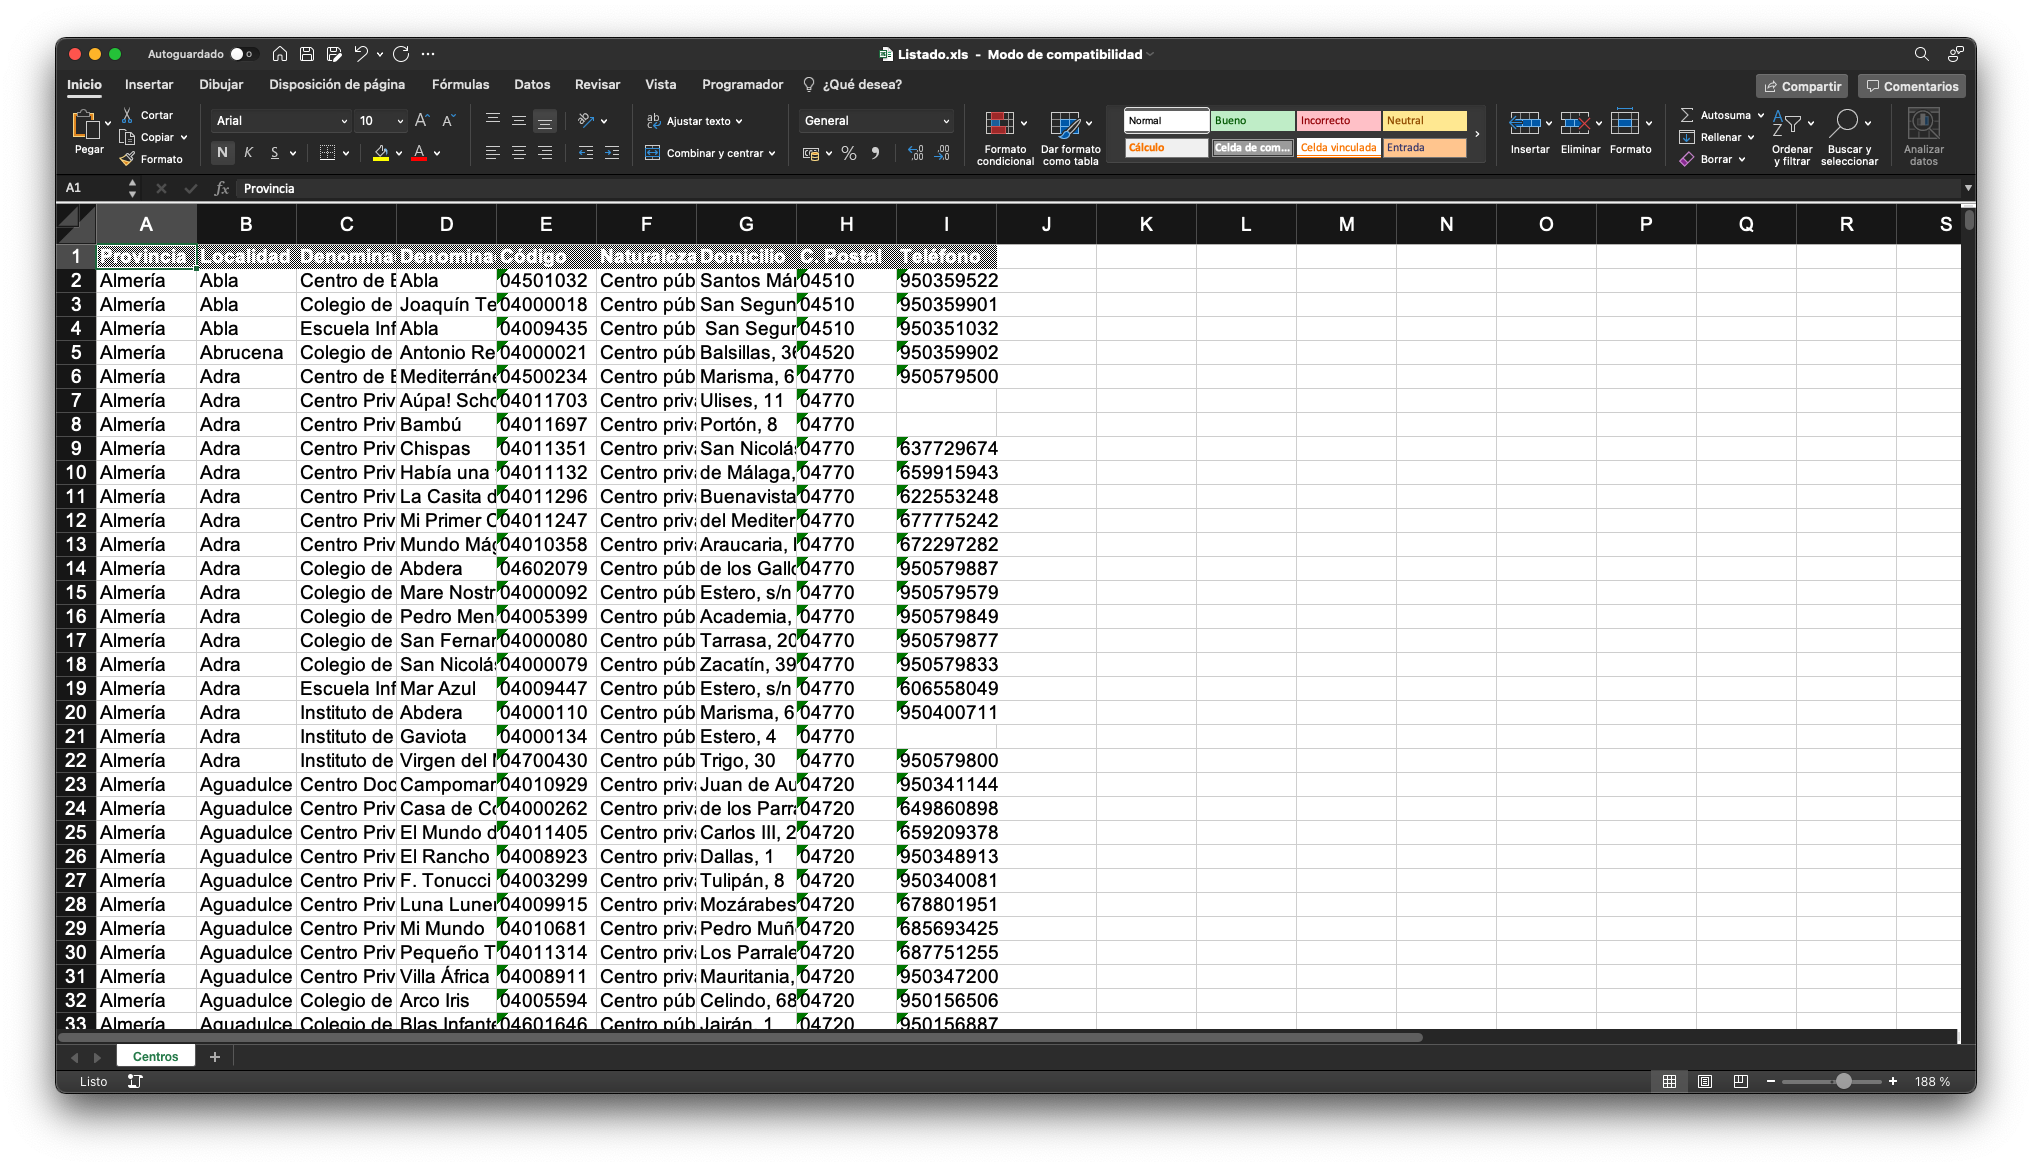 Autoguardado
Listado.xls - Modo de compatibilidad
Inicio Insertar Dibujar Disposición de página Fórmulas Datos Revisar Vista Programador ¿Qué desea? Compartir Comentarios
Pegar Cortar Copiar Formato
Arial 10 N K S
Ajustar texto
Combinar y centrar
General
Formato condicional
Dar formato como tabla
Normal Bueno Incorrecto Neutral
Cálculo Celda de com... Celda vinculada Entrada
Insertar Eliminar Formato
Autosuma
Rellenar
Borrar
Ordenar y filtrar
Buscar y seleccionar
Analizar datos
A1 fx Provincia
A B C D E F G H I J K L M N O P Q R S
1 Provincia Localidad Denomina Denomina Código Naturaleza Domicilio C. Postal Teléfono
2 Almería Abla Centro de E Abla 04501032 Centro púb Santos Már 04510 950359522
3 Almería Abla Colegio de Joaquín Te 04000018 Centro púb San Segun 04510 950359901
4 Almería Abla Escuela Inf Abla 04009435 Centro púb San Segur 04510 950351032
5 Almería Abrucena Colegio de Antonio Re 04000021 Centro púb Balsillas, 36 04520 950359902
6 Almería Adra Centro de E Mediterráne 04500234 Centro púb Marisma, 6 04770 950579500
7 Almería Adra Centro Priv Aúpa! Scho 04011703 Centro priv Ulises, 11 04770
8 Almería Adra Centro Priv Bambú 04011697 Centro priv Portón, 8 04770
9 Almería Adra Centro Priv Chispas 04011351 Centro priv San Nicolás 04770 637729674
10 Almería Adra Centro Priv Había una 04011132 Centro priv de Málaga, 04770 659915943
11 Almería Adra Centro Priv La Casita d 04011296 Centro priv Buenavista 04770 622553248
12 Almería Adra Centro Priv Mi Primer C 04011247 Centro priv del Mediter 04770 677775242
13 Almería Adra Centro Priv Mundo Mág 04010358 Centro priv Araucaria, 04770 672297282
14 Almería Adra Colegio de Abdera 04602079 Centro púb de los Gallo 04770 950579887
15 Almería Adra Colegio de Mare Nostr 04000092 Centro púb Estero, s/n 04770 950579579
16 Almería Adra Colegio de Pedro Men 04005399 Centro púb Academia, 04770 950579849
17 Almería Adra Colegio de San Fernar 04000080 Centro púb Tarrasa, 20 04770 950579877
18 Almería Adra Colegio de San Nicolás 04000079 Centro púb Zacatín, 39 04770 950579833
19 Almería Adra Escuela Inf Mar Azul 04009447 Centro púb Estero, s/n 04770 606558049
20 Almería Adra Instituto de Abdera 04000110 Centro púb Marisma, 6 04770 950400711
21 Almería Adra Instituto de Gaviota 04000134 Centro púb Estero, 4 04770
22 Almería Adra Instituto de Virgen del 04700430 Centro púb Trigo, 30 04770 950579800
23 Almería Aguadulce Centro Doc Campomar 04010929 Centro priv Juan de Au 04720 950341144
24 Almería Aguadulce Centro Priv Casa de Co 04000262 Centro priv de los Parra 04720 649860898
25 Almería Aguadulce Centro Priv El Mundo d 04011405 Centro priv Carlos III, 2 04720 659209378
26 Almería Aguadulce Centro Priv El Rancho 04008923 Centro priv Dallas, 1 04720 950348913
27 Almería Aguadulce Centro Priv F. Tonucci 04003299 Centro priv Tulipán, 8 04720 950340081
28 Almería Aguadulce Centro Priv Luna Luner 04009915 Centro priv Mozárabes 04720 678801951
29 Almería Aguadulce Centro Priv Mi Mundo 04010681 Centro priv Pedro Muñ 04720 685693425
30 Almería Aguadulce Centro Priv Pequeño T 04011314 Centro priv Los Parrale 04720 687751255
31 Almería Aguadulce Centro Priv Villa África 04008911 Centro priv Mauritania, 04720 950347200
32 Almería Aguadulce Colegio de Arco Iris 04005594 Centro púb Celindo, 68 04720 950156506
33 Almería Aguadulce Colegio de Blas Infante 04601646 Centro púb Jairán, 1 04720 950156887
Centros +
Listo 188 %